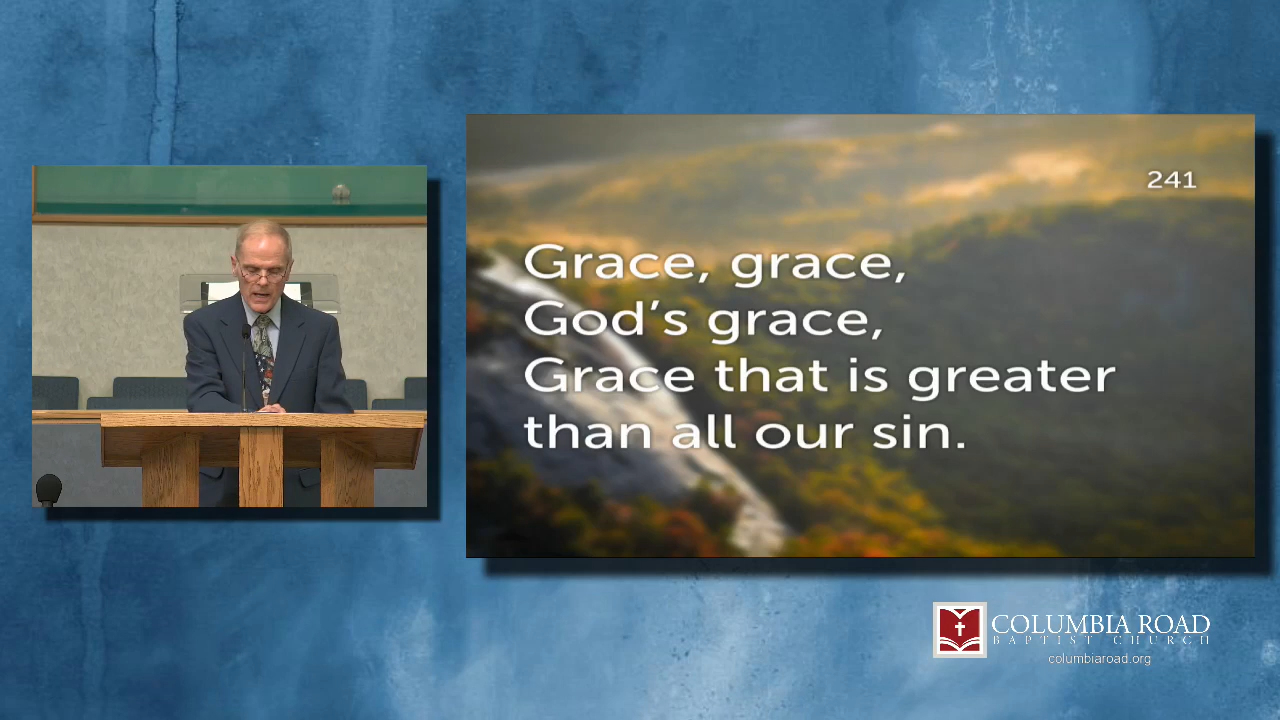 241
Grace, grace,
God's grace,
Grace that is greater
than all our sin.
COLUMBIA ROAD
BAPTIST CHURCH
columbiaroad.org